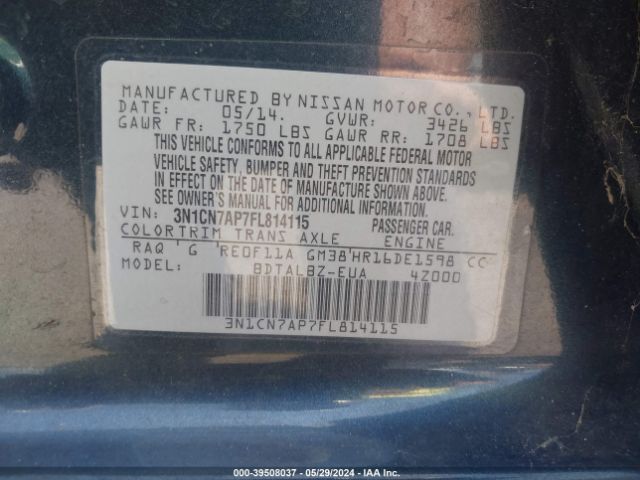 MANUFACTURED BY NISSAN MOTOR CO., LTD.
DATE: 05/14. GVWR: 3426 LBS
GAWR FR: 1750 LBS GAWR RR: 1708 LBS
THIS VEHICLE CONFORMS TO ALL APPLICABLE FEDERAL MOTOR
VEHICLE SAFETY, BUMPER AND THEFT PREVENTION STANDARDS
IN EFFECT ON THE DATE OF MANUFACTURE SHOWN ABOVE.
SEE OWNER'S MANUAL FOR ADDITIONAL INFORMATION.
VIN: 3N1CN7AP7FL814115 PASSENGER CAR.
COLOR TRIM TRANS AXLE ENGINE
RAQ 'G 'RE0F11A GM38'HR16DE1598 CC
MODEL: BDTALBZ-EUA 4Z000
3N1CN7AP7FL814115
000-39508037 - 05/29/2024 - IAA Inc.